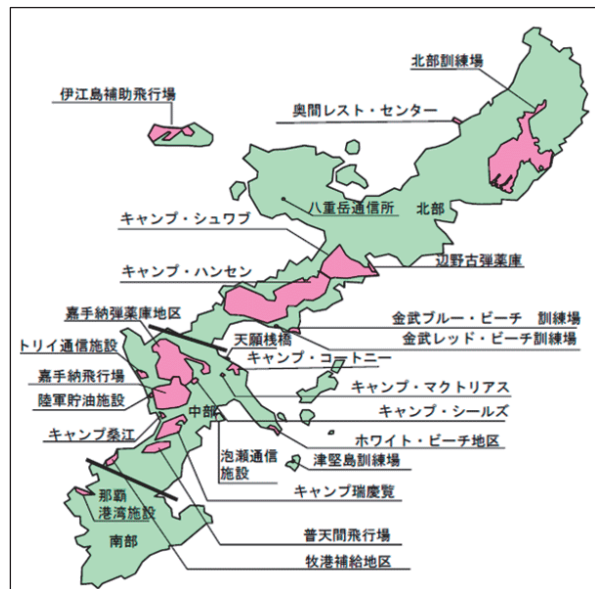 北部訓練場
伊江島補助飛行場
奥間レスト・センター
八重岳通信所
北部
キャンプ・シュワブ
辺野古弾薬庫
キャンプ・ハンセン
嘉手納弾薬庫地区
金武ブルー・ビーチ 訓練場
天願桟橋
金武レッド・ビーチ訓練場
トリイ通信施設
キャンプ・コートニー
嘉手納飛行場
キャンプ・マクトリアス
陸軍貯油施設
中部
キャンプ・シールズ
キャンプ桑江
ホワイト・ビーチ地区
泡瀬通信
施設
津堅島訓練場
キャンプ瑞慶覧
那覇
港湾施設
普天間飛行場
南部
牧港補給地区